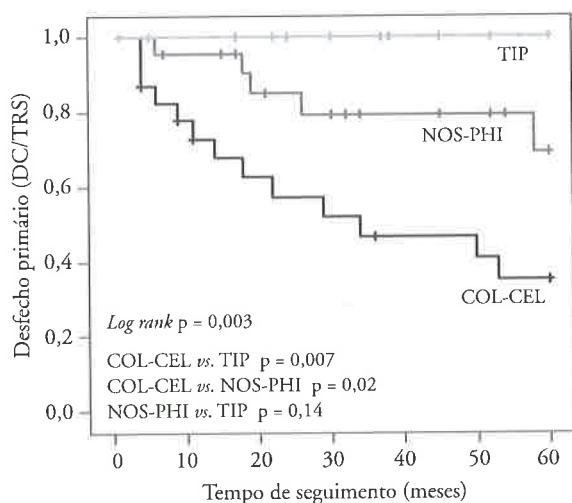 Desfecho primário (DC/TRS)
1,0
0,8
0,6
0,4
0,2
0,0
TIP
NOS-PHI
COL-CEL
Log rank p = 0,003
COL-CEL vs. TIP p = 0,007
COL-CEL vs. NOS-PHI p = 0,02
NOS-PHI vs. TIP p = 0,14
0 10 20 30 40 50 60
Tempo de seguimento (meses)